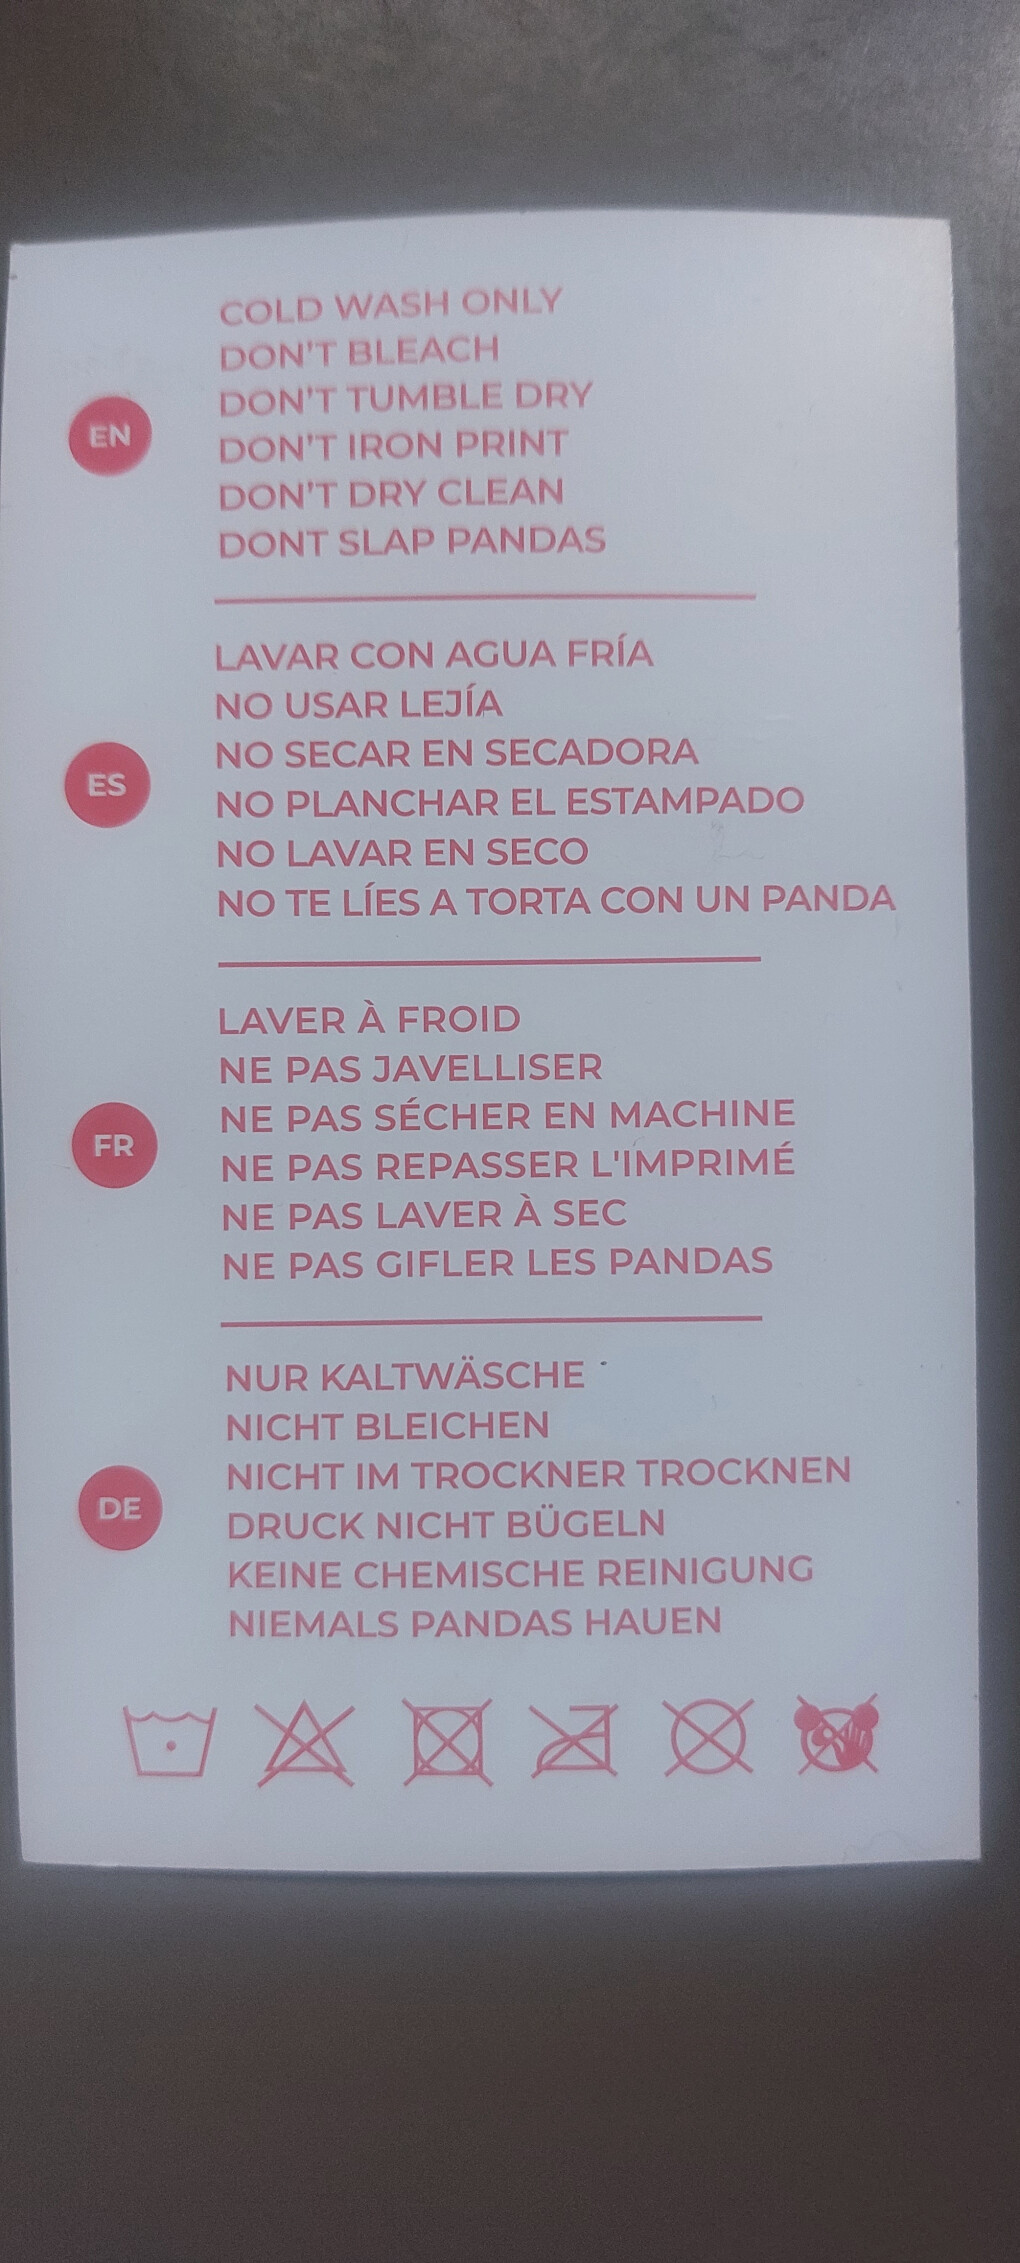 EN
COLD WASH ONLY
DON'T BLEACH
DON'T TUMBLE DRY
DON'T IRON PRINT
DON'T DRY CLEAN
DONT SLAP PANDAS
ES
LAVAR CON AGUA FRÍA
NO USAR LEJÍA
NO SECAR EN SECADORA
NO PLANCHAR EL ESTAMPADO
NO LAVAR EN SECO
NO TE LÍES A TORTA CON UN PANDA
FR
LAVER À FROID
NE PAS JAVELLISER
NE PAS SÉCHER EN MACHINE
NE PAS REPASSER L'IMPRIMÉ
NE PAS LAVER À SEC
NE PAS GIFLER LES PANDAS
DE
NUR KALTWÄSCHE
NICHT BLEICHEN
NICHT IM TROCKNER TROCKNEN
DRUCK NICHT BÜGELN
KEINE CHEMISCHE REINIGUNG
NIEMALS PANDAS HAUEN